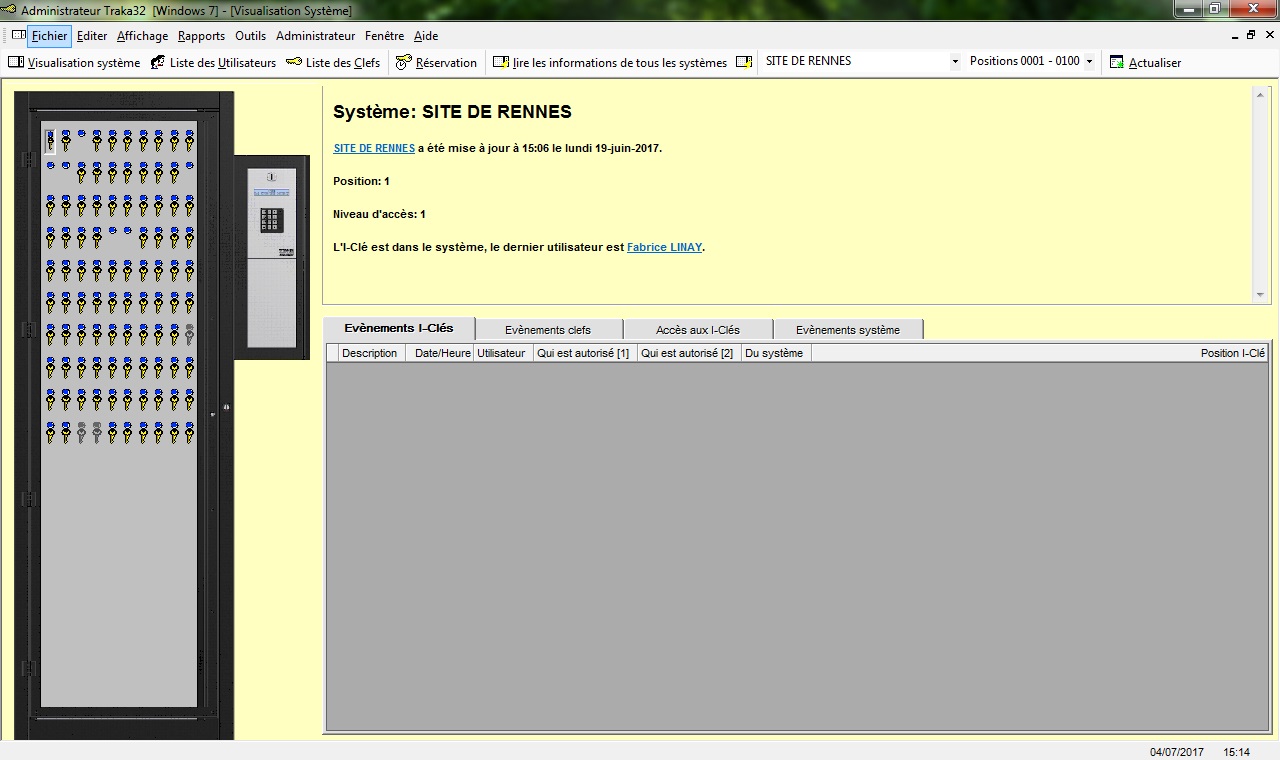 Administrateur Traka32 [Windows 7] - [Visualisation Système]
Fichier Editer Affichage Rapports Outils Administrateur Fenêtre Aide
Visualisation système Liste des Utilisateurs Liste des Clefs Réservation lire les informations de tous les systèmes SITE DE RENNES Positions 0001 - 0100 Actualiser
Système: SITE DE RENNES
SITE DE RENNES a été mise à jour à 15:06 le lundi 19-juin-2017.
Position: 1
Niveau d'accès: 1
L'I-Clé est dans le système, le dernier utilisateur est Fabrice LINAY.
Evènements I-Clés Evènements clefs Accès aux I-Clés Evènements système
Description Date/Heure Utilisateur Qui est autorisé [1] Qui est autorisé [2] Du système Position I-Clé
04/07/2017 15:14